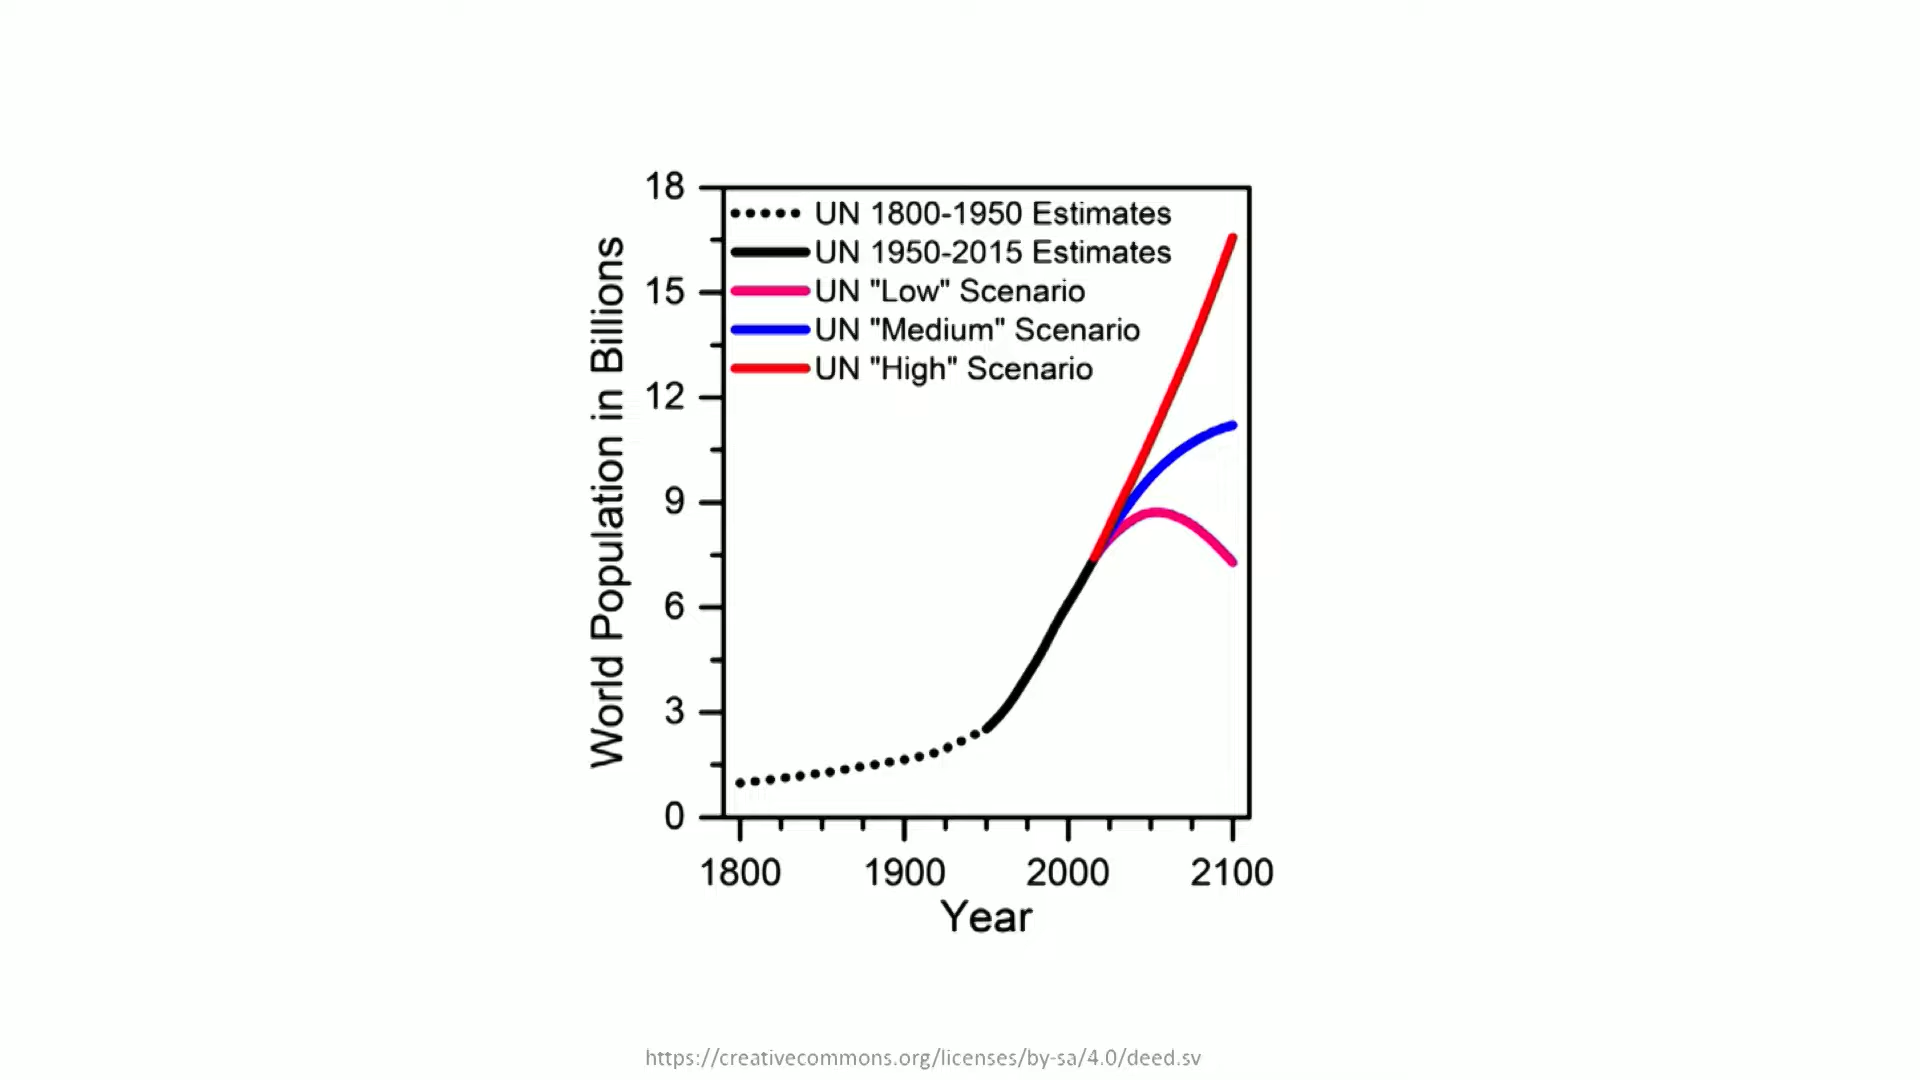 World Population in Billions
18
15
12
9
6
3
0
UN 1800-1950 Estimates
UN 1950-2015 Estimates
UN "Low" Scenario
UN "Medium" Scenario
UN "High" Scenario
1800 1900 2000 2100
Year
https://creativecommons.org/licenses/by-sa/4.0/deed.sv